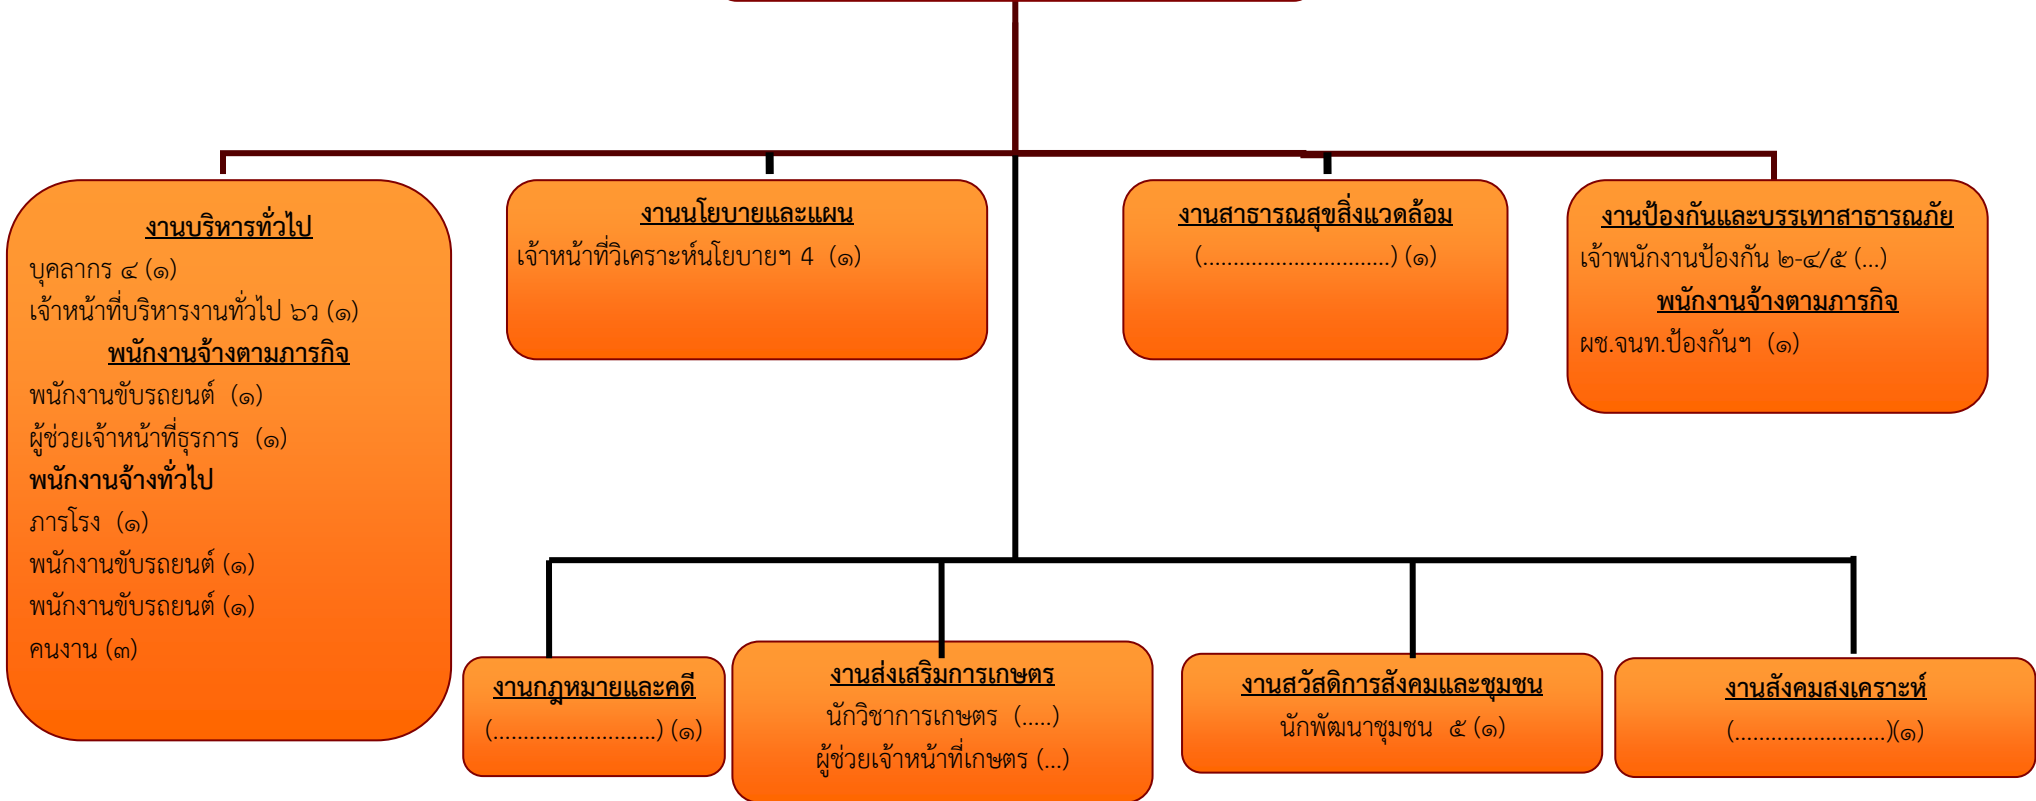 งานบริหารทั่วไป
บุคลากร ๔ (๑)
เจ้าหน้าที่บริหารงานทั่วไป ๖ว (๑)
พนักงานจ้างตามภารกิจ
พนักงานขับรถยนต์  (๑)
ผู้ช่วยเจ้าหน้าที่ธุรการ  (๑)
พนักงานจ้างทั่วไป
ภารโรง  (๑)
พนักงานขับรถยนต์ (๑)
พนักงานขับรถยนต์ (๑)
คนงาน (๓)
งานนโยบายและแผน
เจ้าหน้าที่วิเคราะห์นโยบายฯ 4  (๑)
งานสาธารณสุขสิ่งแวดล้อม
(...............................) (๑)
งานป้องกันและบรรเทาสาธารณภัย
เจ้าพนักงานป้องกัน ๒-๔/๕ (...)
พนักงานจ้างตามภารกิจ
ผช.จนท.ป้องกันฯ  (๑)
งานกฎหมายและคดี
(...........................) (๑)
งานส่งเสริมการเกษตร
นักวิชาการเกษตร  (.....)
ผู้ช่วยเจ้าหน้าที่เกษตร (...)
งานสวัสดิการสังคมและชุมชน
นักพัฒนาชุมชน  ๕ (๑)
งานสังคมสงเคราะห์
(.........................)(๑)